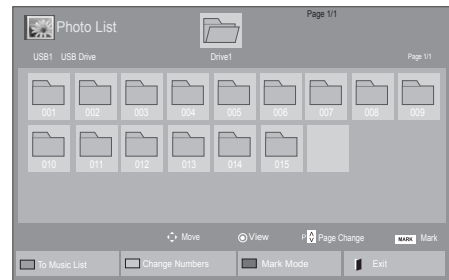 Photo List
Page 1/1
USB1 USB Drive
Drive1
Page 1/1
001 002 003 004 005 006 007 008 009
010 011 012 013 014 015
Move View P Page Change MARK Mark
To Music List Change Numbers Mark Mode Exit